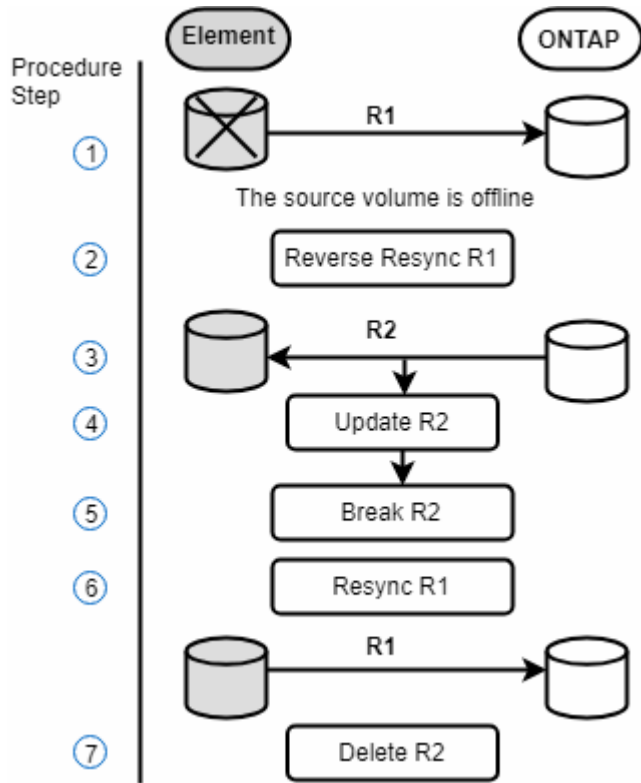 Element
ONTAP
Procedure
Step
R1
1
The source volume is offline
2
Reverse Resync R1
R2
3
4
Update R2
5
Break R2
6
Resync R1
R1
7
Delete R2